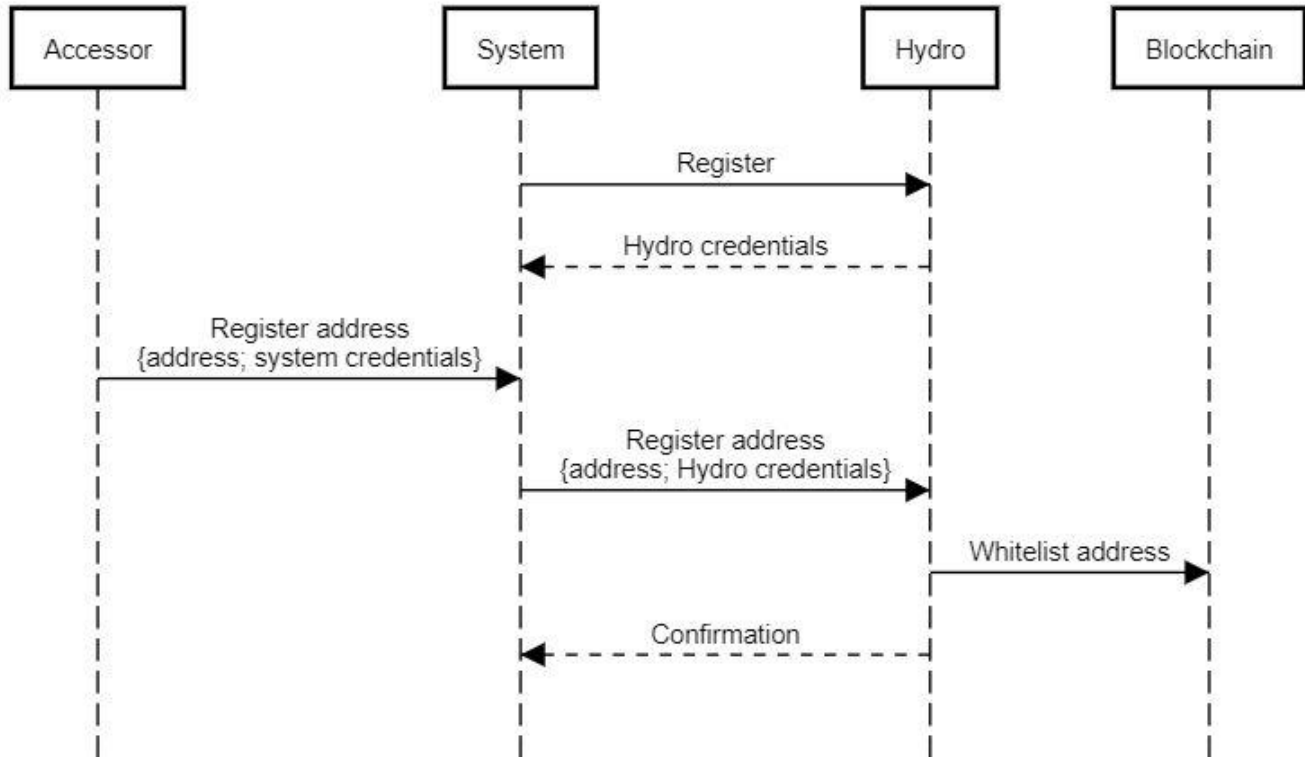 Accessor
System
Hydro
Blockchain
Register
Hydro credentials
Register address
{address; system credentials}
Register address
{address; Hydro credentials}
Whitelist address
Confirmation